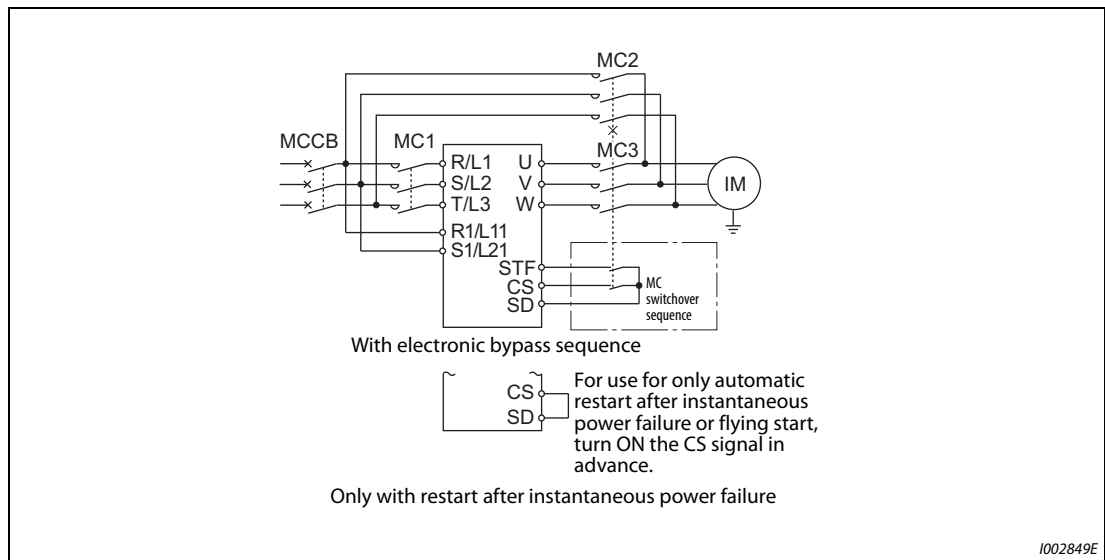 MC2
MCCB
MC1
MC3
R/L1
U
S/L2
V
IM
T/L3
W
R1/L11
S1/L21
STF
CS
SD
MC
switchover
sequence
With electronic bypass sequence
CS
SD
For use for only automatic
restart after instantaneous
power failure or flying start,
turn ON the CS signal in
advance.
Only with restart after instantaneous power failure
I002849E